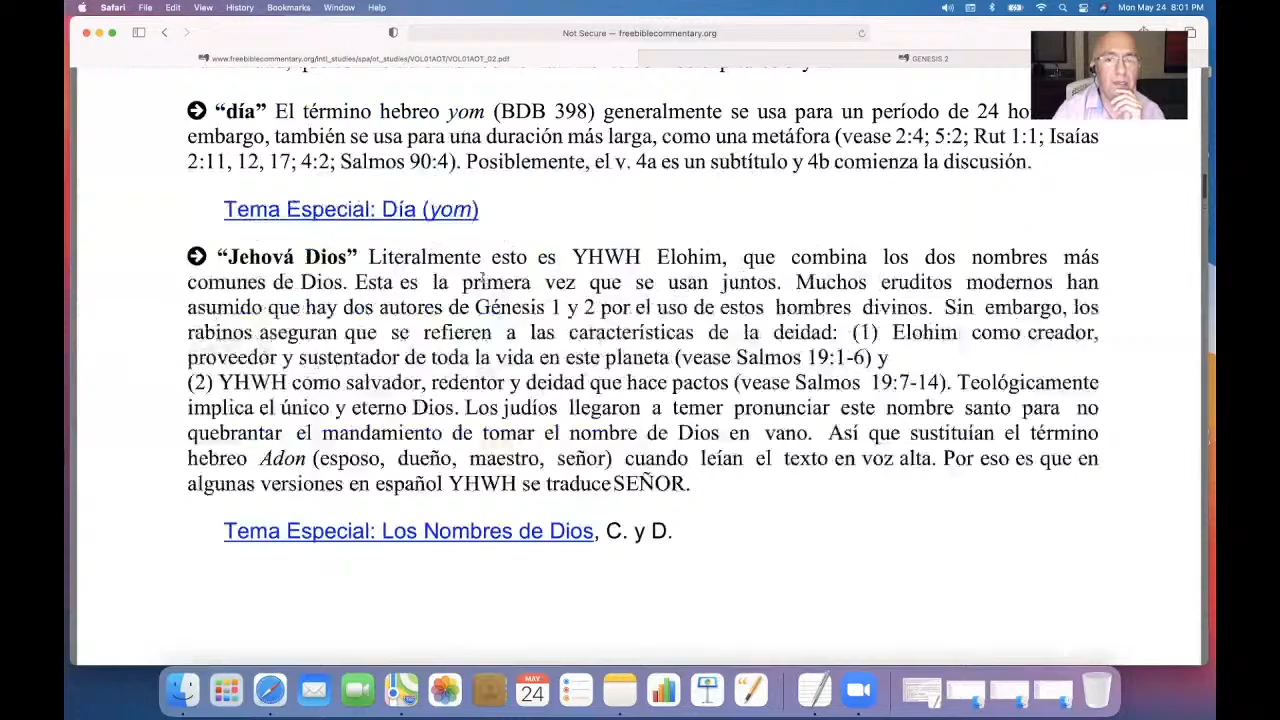 Safari File Edit View History Bookmarks Window Help Mon May 24 8:01 PM
Not Secure — freebiblecommentary.org
www.freebiblecommentary.org/intl_studies/spa/ot_studies/VOL01AOT/VOL01AOT_02.pdf GENESIS 2
“día” El término hebreo yom (BDB 398) generalmente se usa para un período de 24
embargo, también se usa para una duración más larga, como una metáfora (vease 2:4; 5:2; Rut 1:1; Isaías
2:11, 12, 17; 4:2; Salmos 90:4). Posiblemente, el v. 4a es un subtítulo y 4b comienza la discusión.
Tema Especial: Día (yom)
“Jehová Dios” Literalmente esto es YHWH Elohim, que combina los dos nombres más
comunes de Dios. Esta es la primera vez que se usan juntos. Muchos eruditos modernos han
asumido que hay dos autores de Génesis 1 y 2 por el uso de estos hombres divinos. Sin embargo, los
rabinos aseguran que se refieren a las características de la deidad: (1) Elohim como creador,
proveedor y sustentador de toda la vida en este planeta (vease Salmos 19:1-6) y
(2) YHWH como salvador, redentor y deidad que hace pactos (vease Salmos 19:7-14). Teológicamente
implica el único y eterno Dios. Los judíos llegaron a temer pronunciar este nombre santo para no
quebrantar el mandamiento de tomar el nombre de Dios en vano. Así que sustituían el término
hebreo Adon (esposo, dueño, maestro, señor) cuando leían el texto en voz alta. Por eso es que en
algunas versiones en español YHWH se traduce SEÑOR.
Tema Especial: Los Nombres de Dios, C. y D.
MAY
24